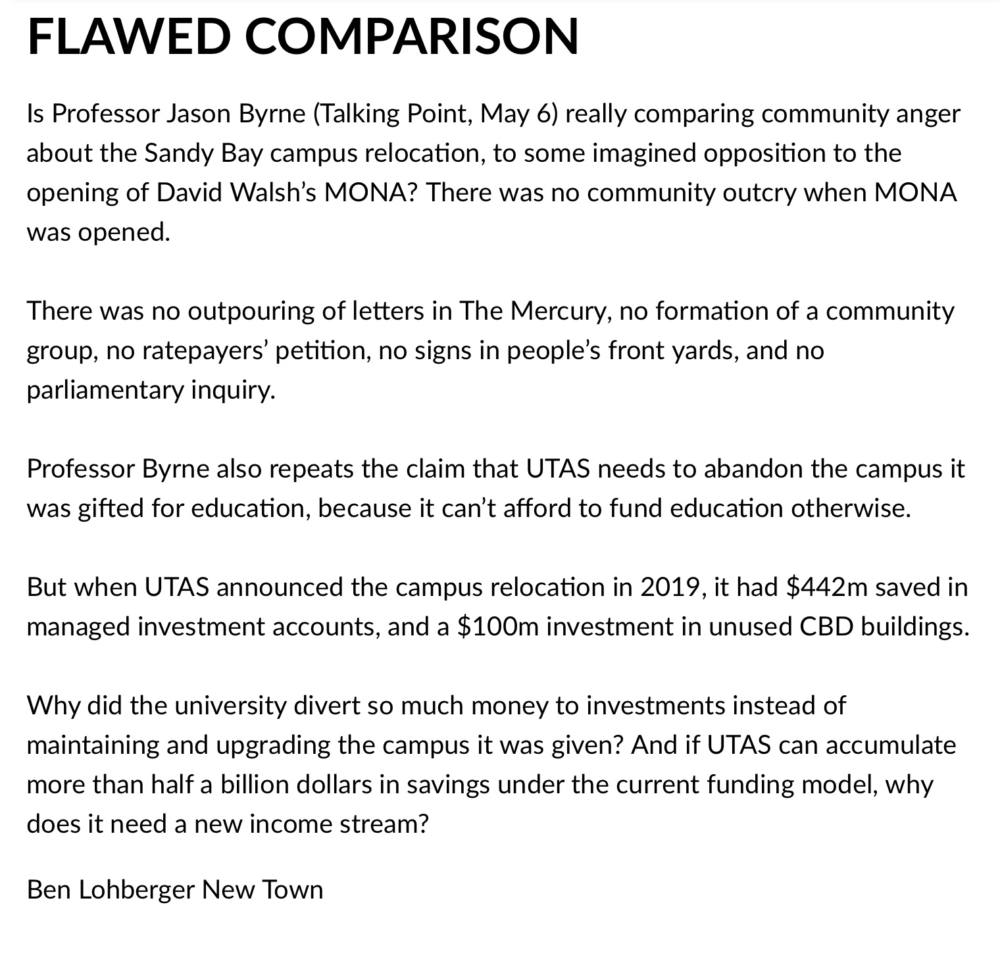 FLAWED COMPARISON
Is Professor Jason Byrne (Talking Point, May 6) really comparing community anger
about the Sandy Bay campus relocation, to some imagined opposition to the
opening of David Walsh’s MONA? There was no community outcry when MONA
was opened.
There was no outpouring of letters in The Mercury, no formation of a community
group, no ratepayers’ petition, no signs in people’s front yards, and no
parliamentary inquiry.
Professor Byrne also repeats the claim that UTAS needs to abandon the campus it
was gifted for education, because it can’t afford to fund education otherwise.
But when UTAS announced the campus relocation in 2019, it had $442m saved in
managed investment accounts, and a $100m investment in unused CBD buildings.
Why did the university divert so much money to investments instead of
maintaining and upgrading the campus it was given? And if UTAS can accumulate
more than half a billion dollars in savings under the current funding model, why
does it need a new income stream?
Ben Lohberger New Town